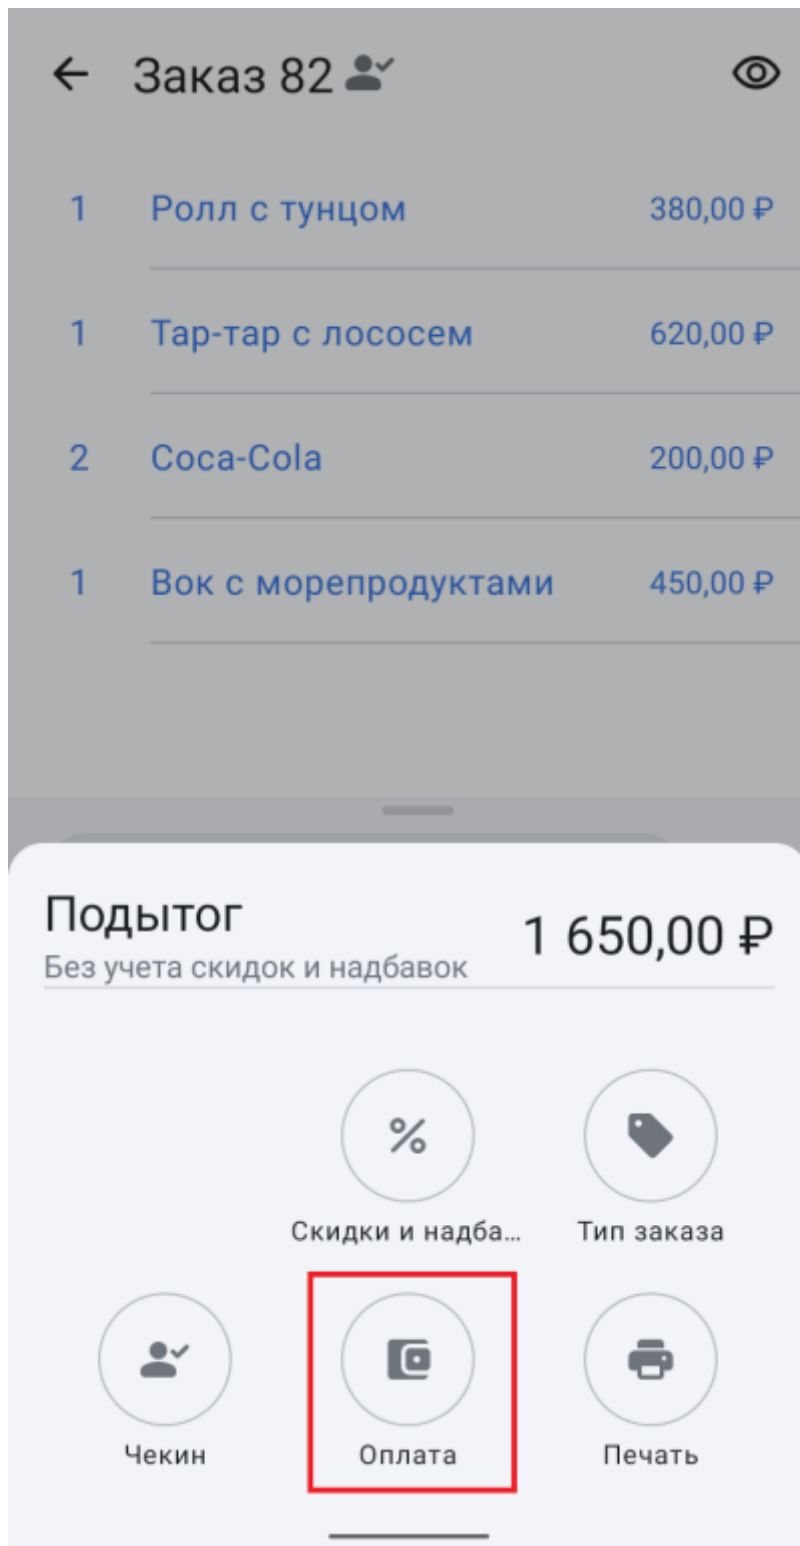 Заказ 82
1 Ролл с тунцом 380,00 ₽
1 Тар-тар с лососем 620,00 ₽
2 Coca-Cola 200,00 ₽
1 Вок с морепродуктами 450,00 ₽
Подытог 1 650,00 ₽
Без учета скидок и надбавок
Скидки и надба... Тип заказа
Чекин Оплата Печать